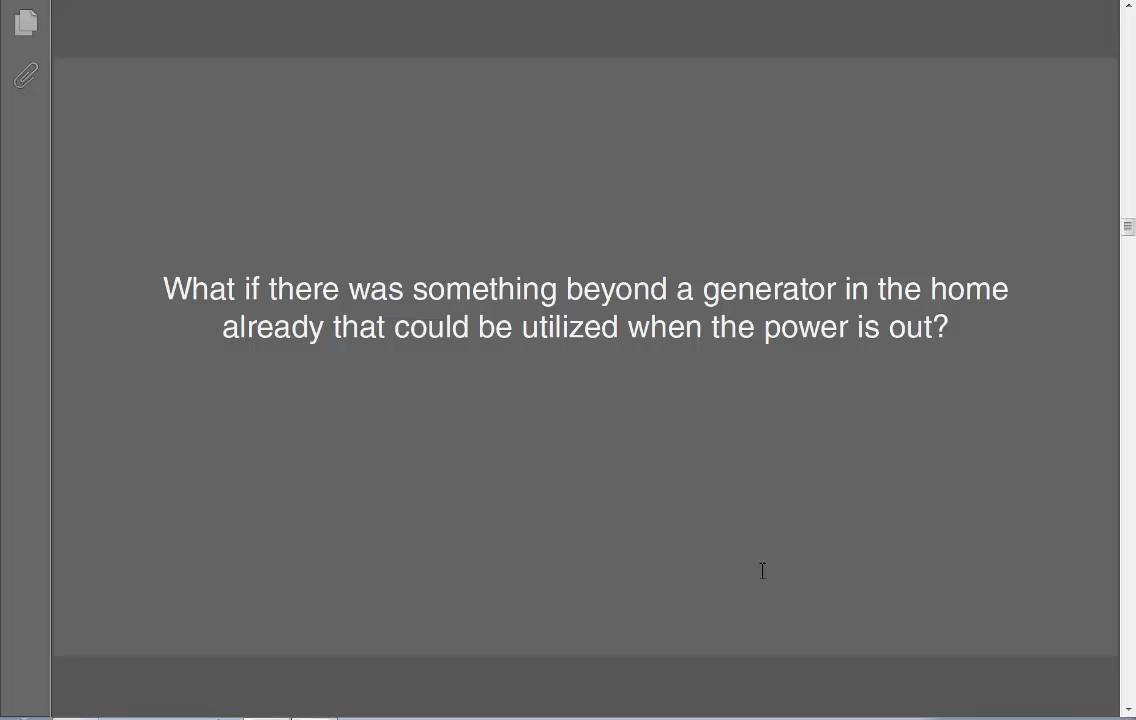 What if there was something beyond a generator in the home
already that could be utilized when the power is out?